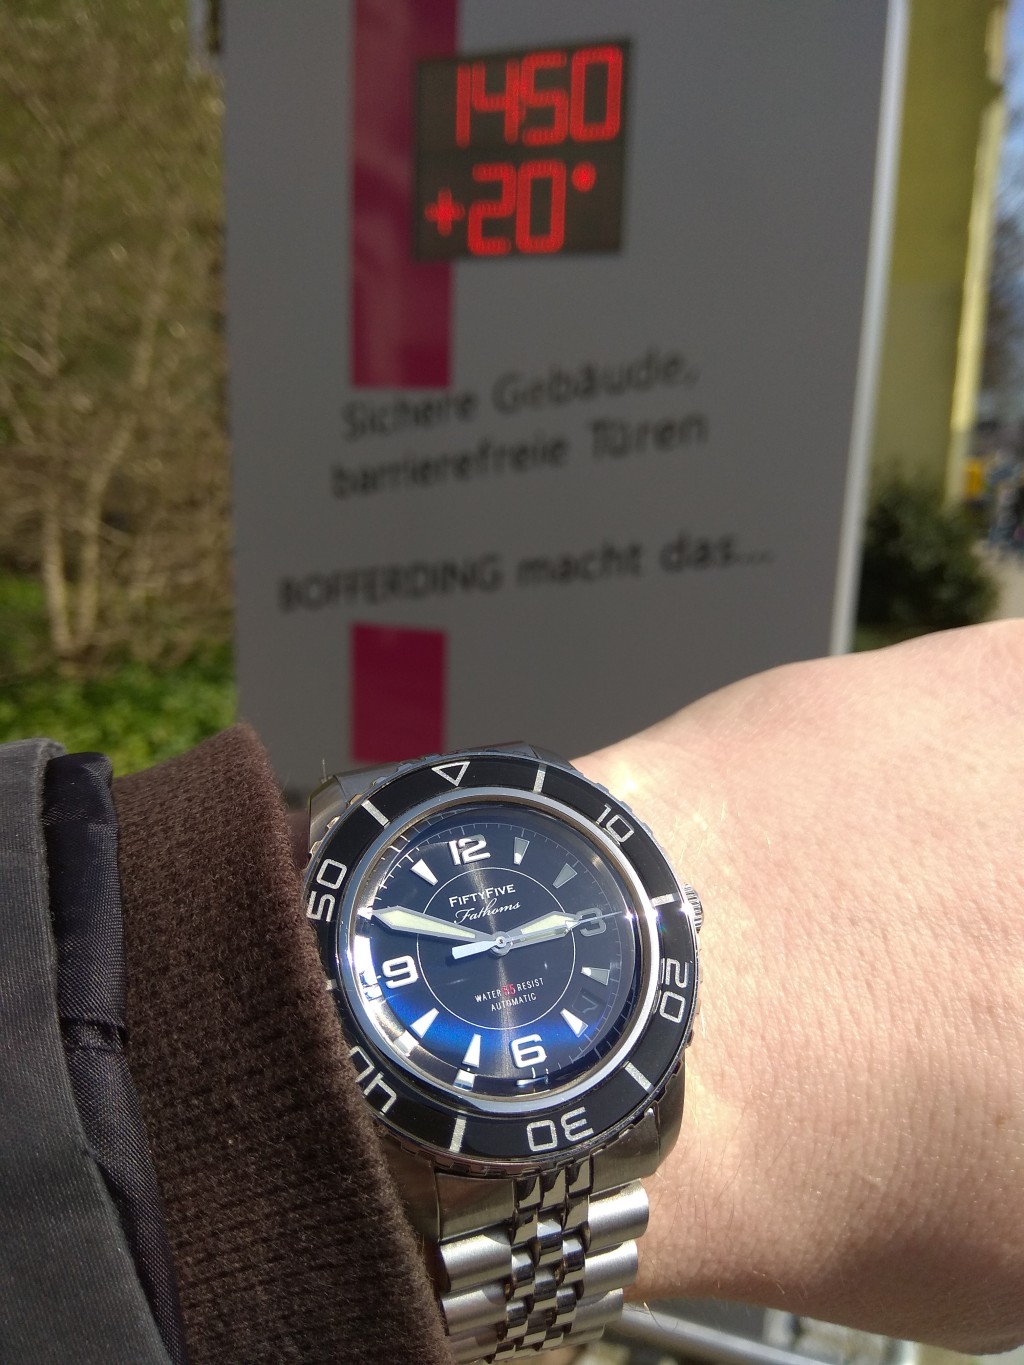 1450
+20°
Sichere Gebäude,
barrierefreie Türen
BOFFERDING macht das...
10
20
30
40
50
12
3
6
9
FIFTYFIVE
Fathoms
WATER 55 RESIST
AUTOMATIC